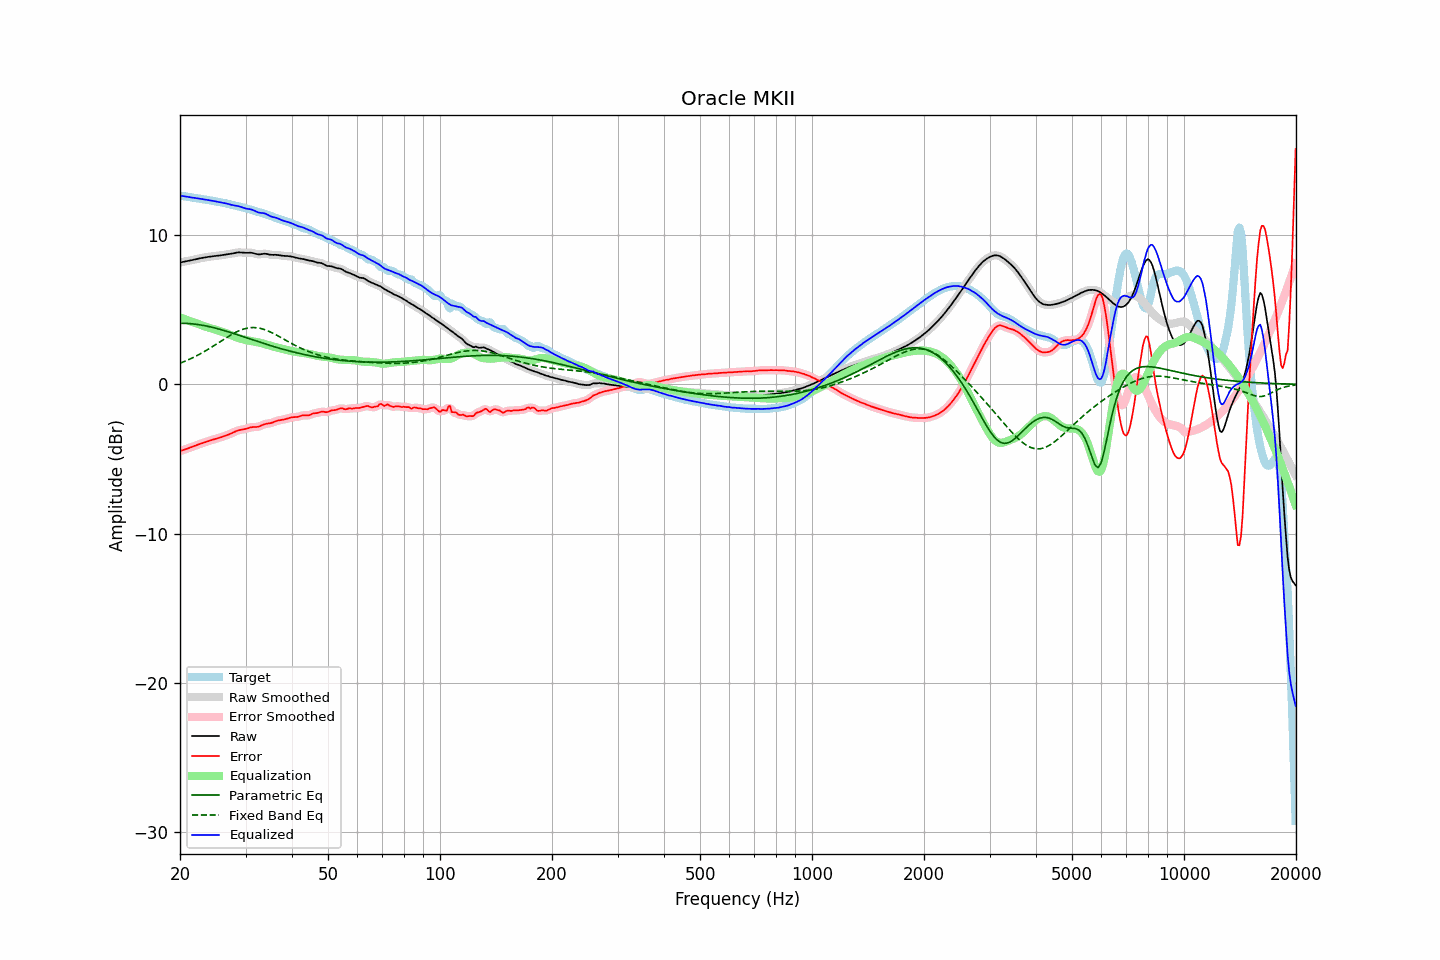 Oracle MKII
Amplitude (dBr)
10
0
−10
−20
−30
Target
Raw Smoothed
Error Smoothed
Raw
Error
Equalization
Parametric Eq
Fixed Band Eq
Equalized
20 50 100 200 500 1000 2000 5000 10000 20000
Frequency (Hz)